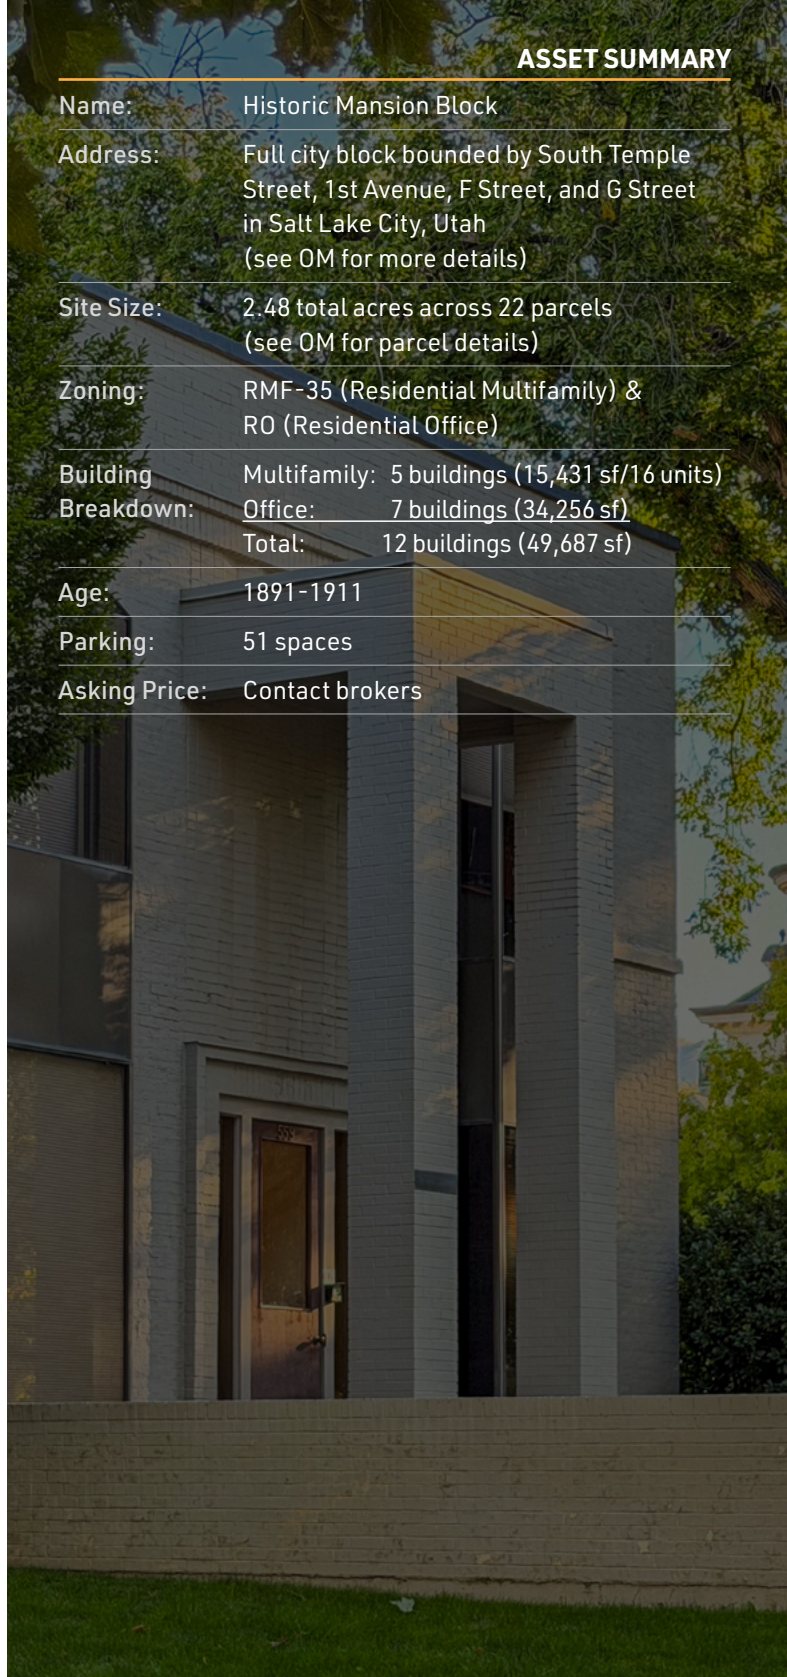 ASSET SUMMARY
Name: Historic Mansion Block
Address: Full city block bounded by South Temple
Street, 1st Avenue, F Street, and G Street
in Salt Lake City, Utah
(see OM for more details)
Site Size: 2.48 total acres across 22 parcels
(see OM for parcel details)
Zoning: RMF-35 (Residential Multifamily) &
RO (Residential Office)
Building Multifamily: 5 buildings (15,431 sf/16 units)
Breakdown: Office: 7 buildings (34,256 sf)
Total: 12 buildings (49,687 sf)
Age: 1891-1911
Parking: 51 spaces
Asking Price: Contact brokers
559